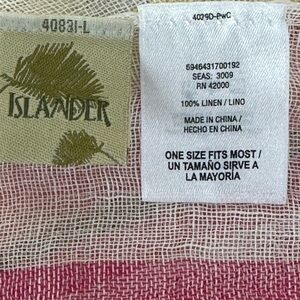 40831-L
ISLANDER
4029D-PwC
6946431700192
SEAS: 3009
RN 42000
100% LINEN / LINO
MADE IN CHINA /
HECHO EN CHINA
ONE SIZE FITS MOST /
UN TAMAÑO SIRVE A
LA MAYORÍA